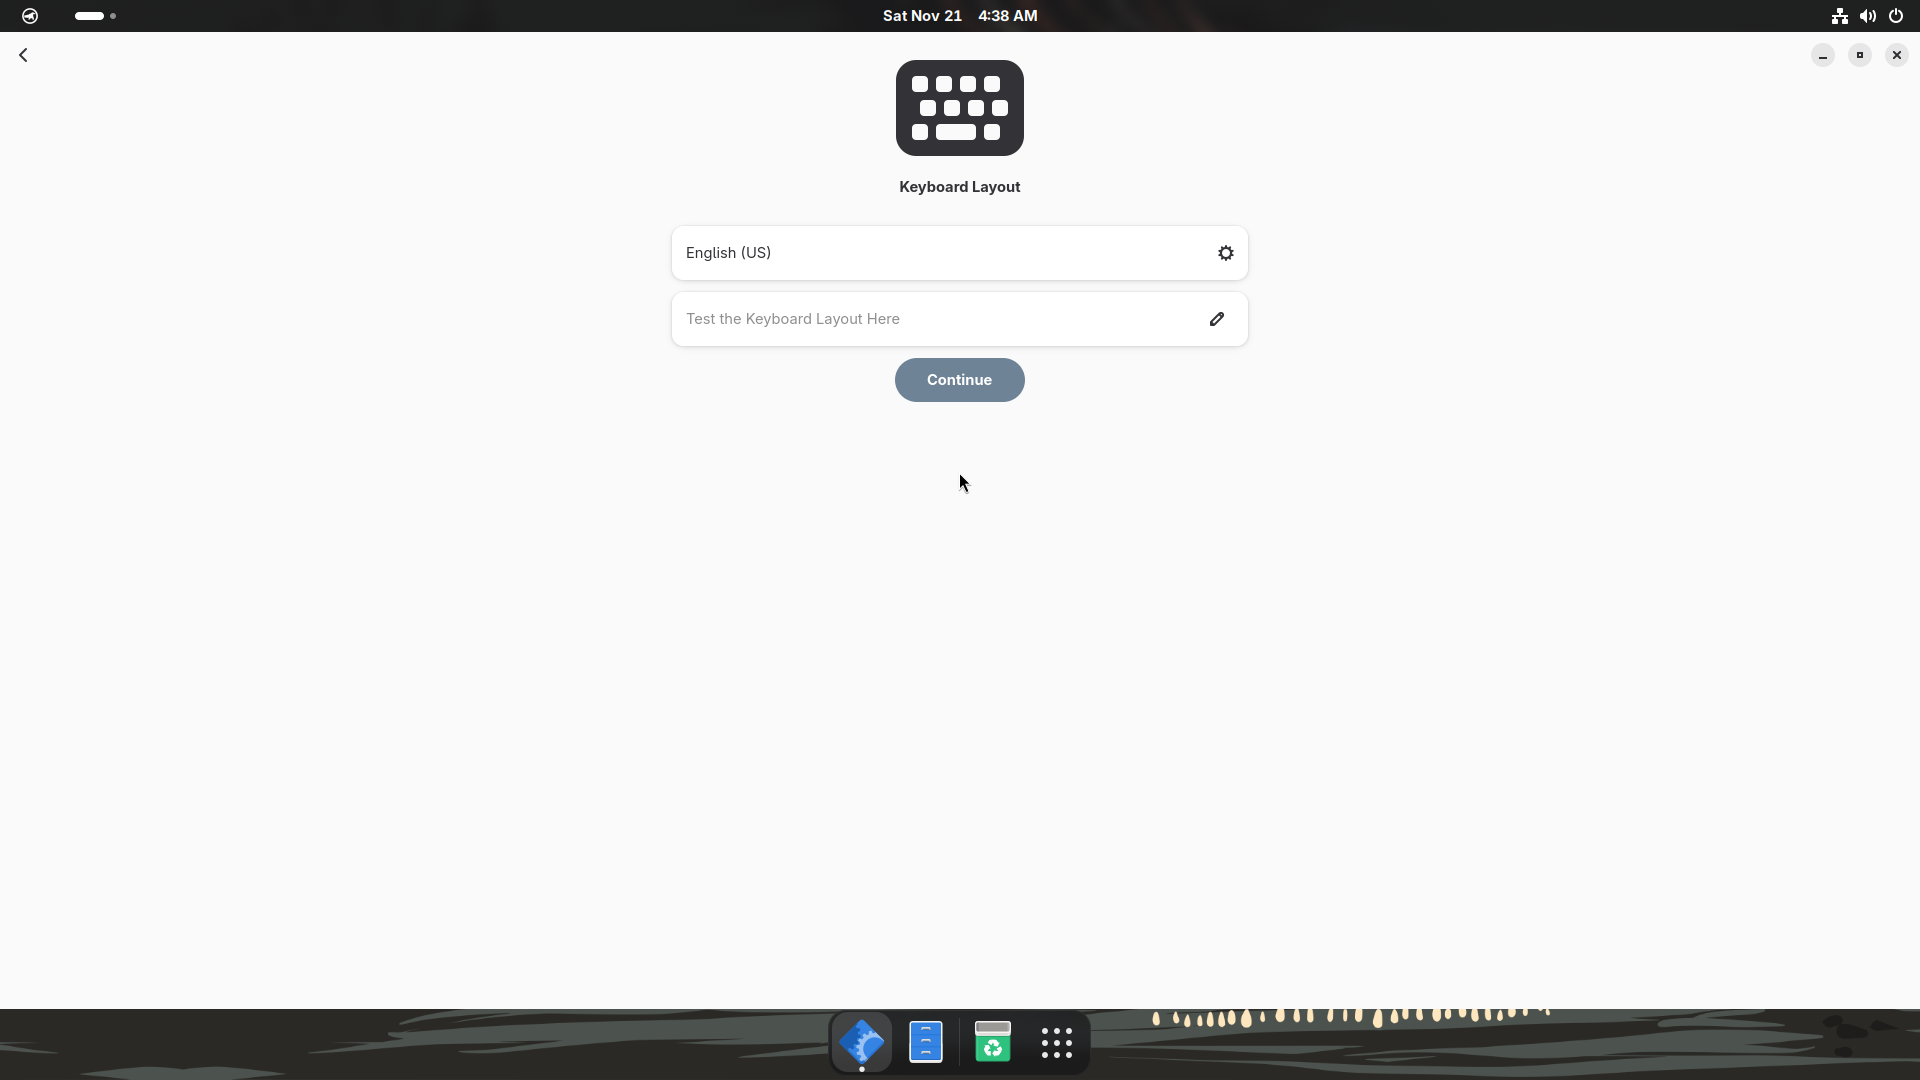 Sat Nov 21 4:38 AM
Keyboard Layout
English (US)
Test the Keyboard Layout Here
Continue